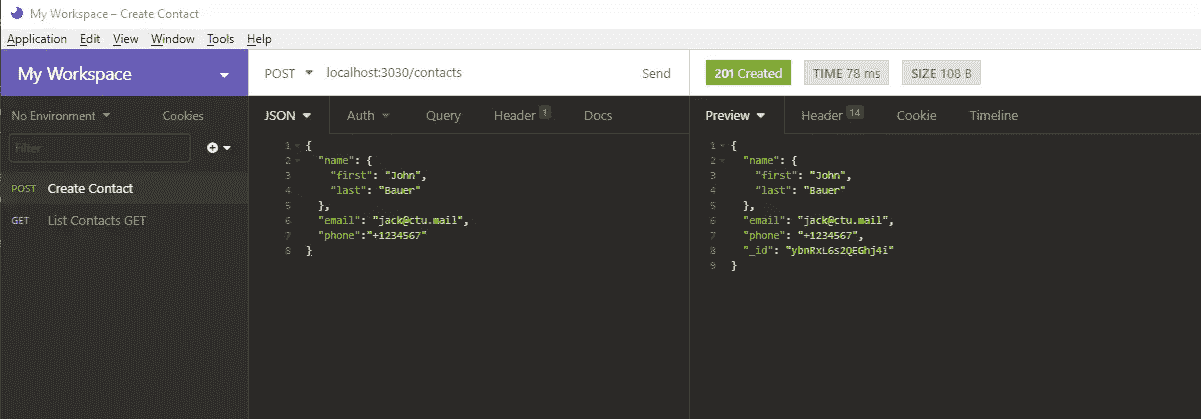 My Workspace – Create Contact
Application Edit View Window Tools Help
My Workspace
POST localhost:3030/contacts Send
201 Created TIME 78 ms SIZE 108 B
No Environment Cookies
Filter
POST Create Contact
GET List Contacts GET
JSON Auth Query Header 1 Docs
1 {
2 "name": {
3 "first": "John",
4 "last": "Bauer"
5 },
6 "email": "jack@ctu.mail",
7 "phone":"+1234567"
8 }
Preview Header 14 Cookie Timeline
1 {
2 "name": {
3 "first": "John",
4 "last": "Bauer"
5 },
6 "email": "jack@ctu.mail",
7 "phone": "+1234567",
8 "_id": "ybnRxL6s2QEGhj4i"
9 }